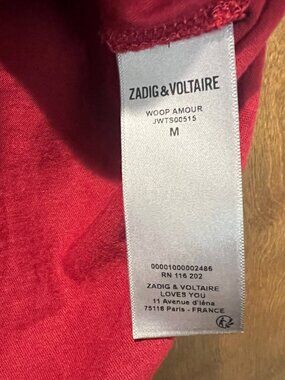 ZADIG & VOLTAIRE
WOOP AMOUR
JWTS00515
M
00001000002486
RN 116 202
ZADIG & VOLTAIRE
LOVES YOU
11 Avenue d'Iéna
75116 Paris - FRANCE